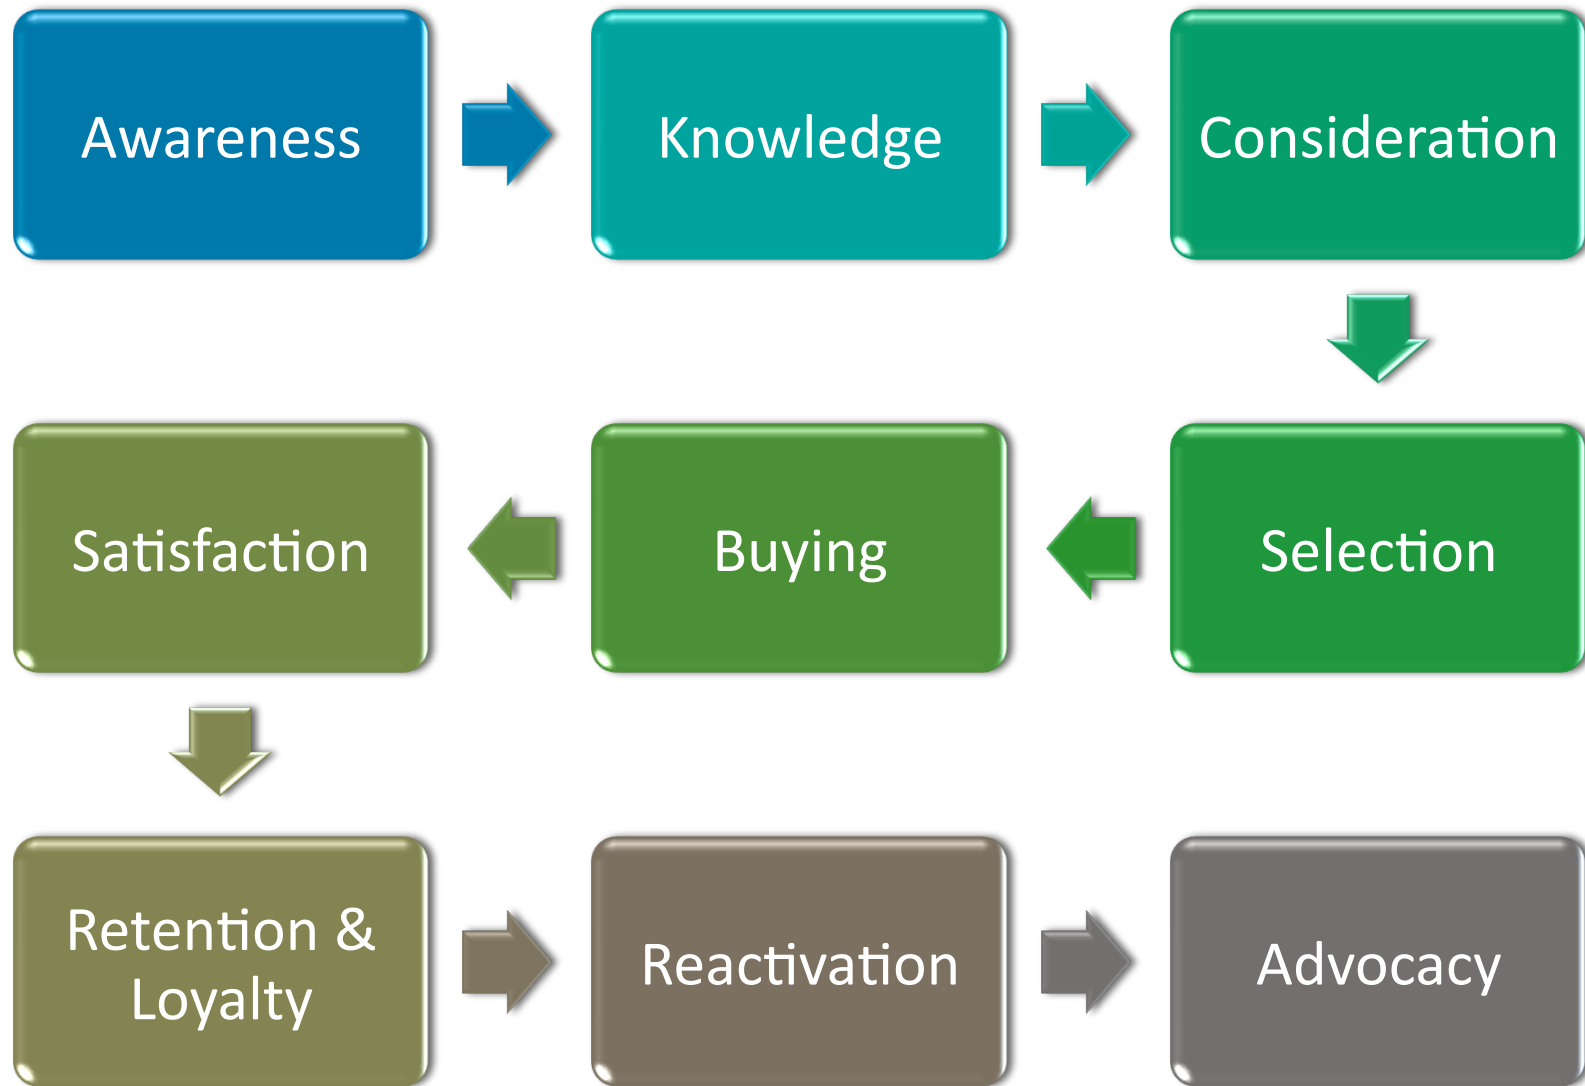 Awareness
Knowledge
Consideration
Selection
Buying
Satisfaction
Retention &
Loyalty
Reactivation
Advocacy